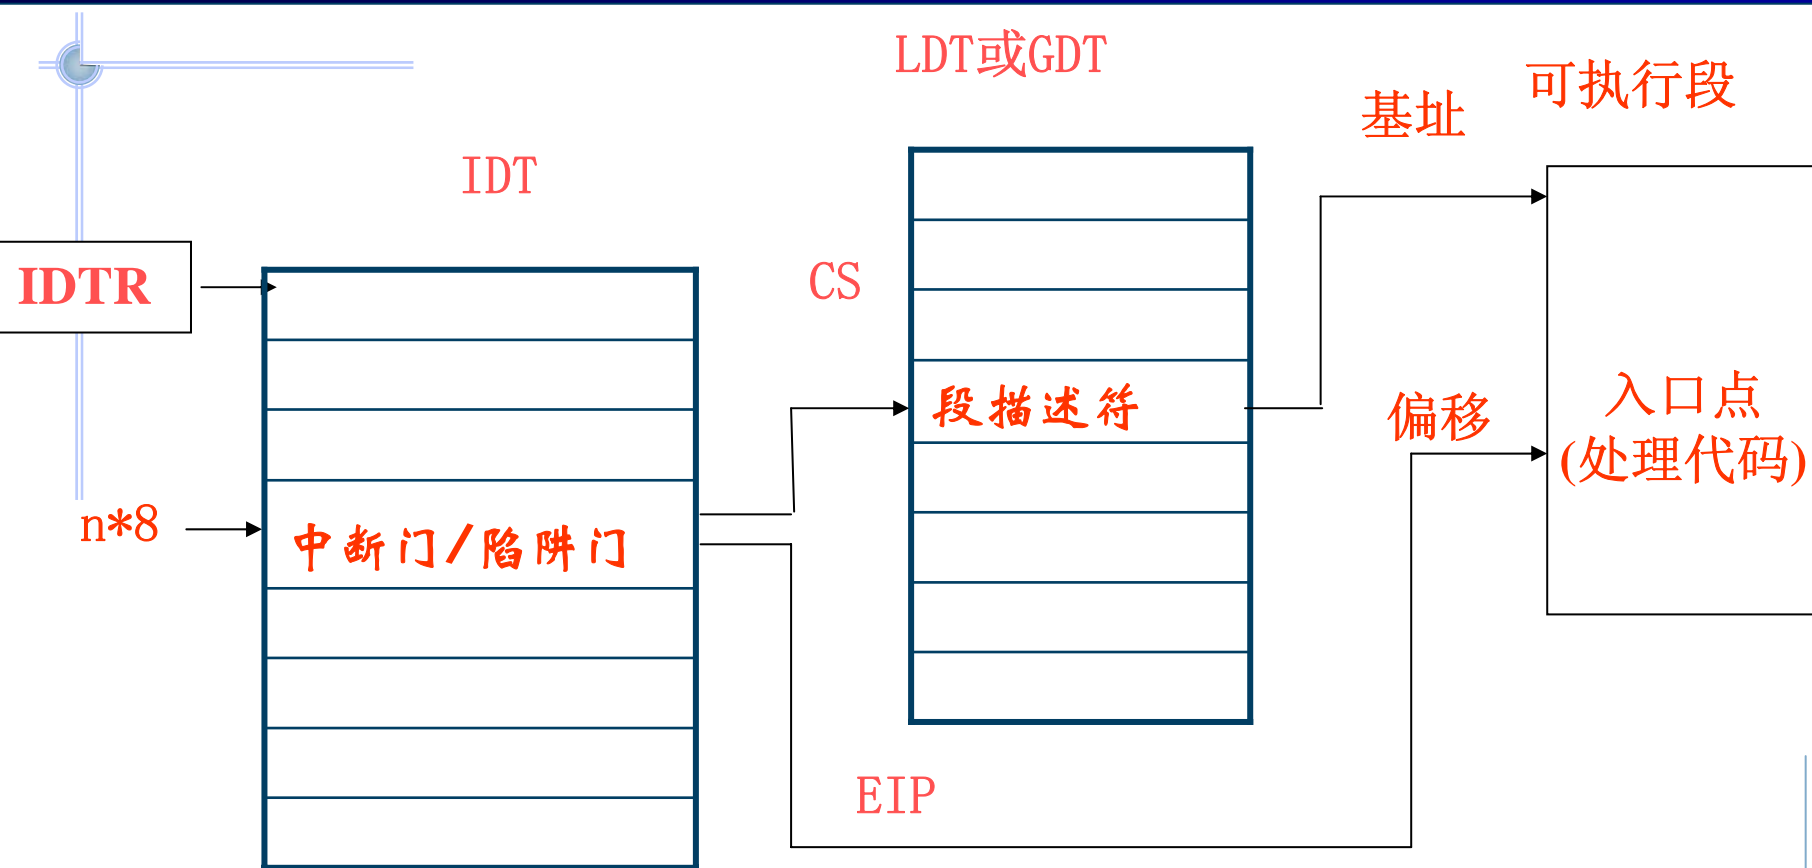 LDT或GDT
可执行段
基址
IDT
IDTR
CS
段描述符
偏移
入口点
(处理代码)
n*8
中断门/陷阱门
EIP